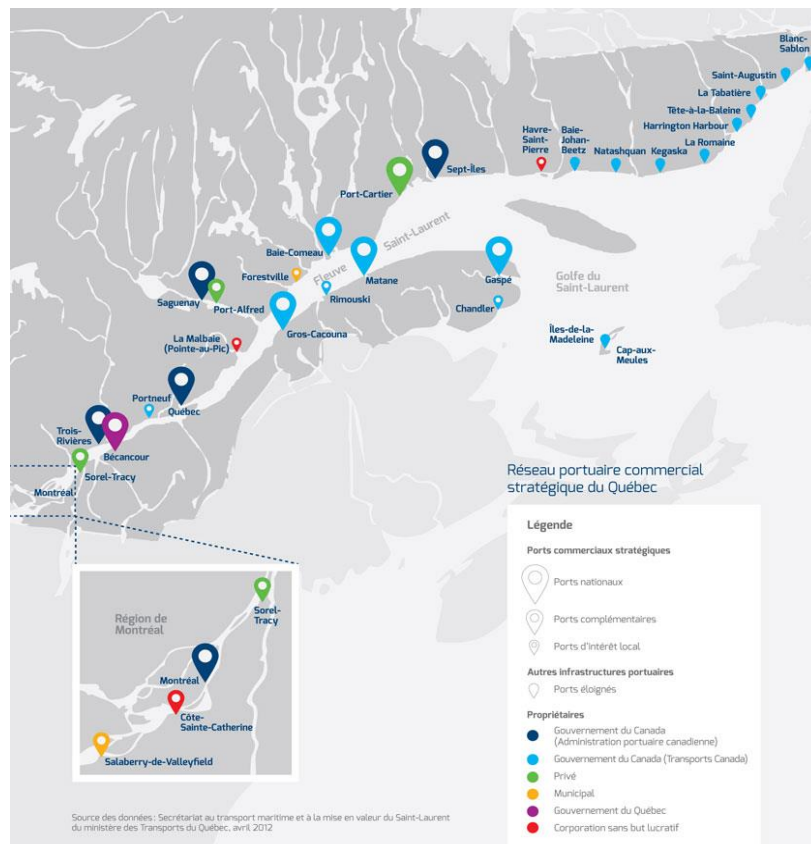 Blanc-
Sablon
Saint-Augustin
La Tabatière
Tête-à-la-Baleine
Harrington Harbour
La Romaine
Havre-
Saint-
Pierre
Baie-
Johan-
Beetz
Natashquan
Kegaska
Sept-Îles
Port-Cartier
Baie-Comeau
Fleuve
Saint-Laurent
Forestville
Matane
Gaspé
Golfe du
Saint-Laurent
Saguenay
Port-Alfred
Rimouski
Chandler
Gros-Cacouna
La Malbaie
(Pointe-au-Pic)
Îles-de-la-
Madeleine
Cap-aux-
Meules
Portneuf
Québec
Trois-
Rivières
Bécancour
Sorel-Tracy
Montréal
Réseau portuaire commercial
stratégique du Québec
Légende
Ports commerciaux stratégiques
Ports nationaux
Ports complémentaires
Ports d'intérêt local
Autres infrastructures portuaires
Ports éloignés
Propriétaires
Gouvernement du Canada
(Administration portuaire canadienne)
Gouvernement du Canada (Transports Canada)
Privé
Municipal
Gouvernement du Québec
Corporation sans but lucratif
Région de
Montréal
Sorel-
Tracy
Montréal
Côte-
Sainte-Catherine
Salaberry-de-Valleyfield
Source des données : Secrétariat au transport maritime et à la mise en valeur du Saint-Laurent
du ministère des Transports du Québec, avril 2012